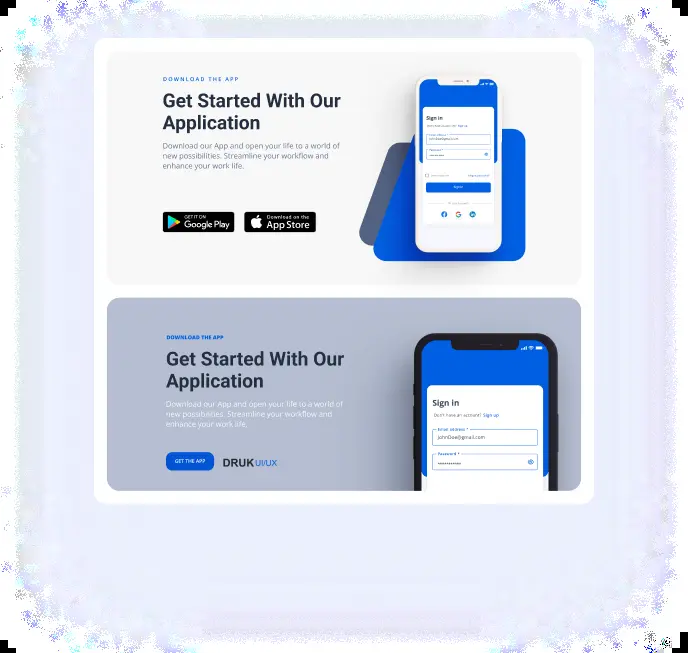 DOWNLOAD THE APP
Get Started With Our
Application
Download our App and open your life to a world of
new possibilities. Streamline your workflow and
enhance your work life.
GET IT ON
Google Play
Download on the
App Store
Sign in
Sign in
DOWNLOAD THE APP
Get Started With Our
Application
Download our App and open your life to a world of
new possibilities. Streamline your workflow and
enhance your work life.
GET THE APP
DRUK UI/UX
Sign in
Don't have an account? Sign up
Email address *
JohnDoe@gmail.com
Password *